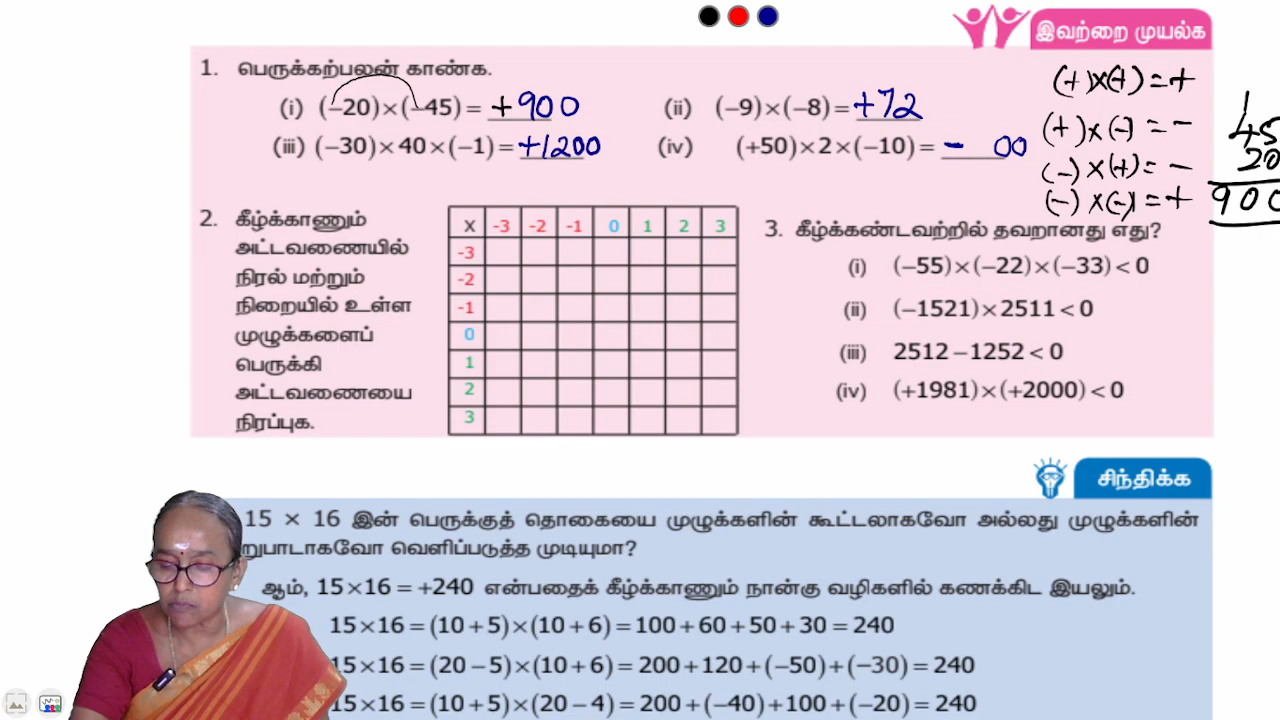 இவற்றை முயல்க
1. பெருக்கற்பலன் காண்க.
(i) (−20)×(−45)= +900
(ii) (−9)×(−8)= +72
(iii) (−30)×40×(−1)= +1200
(iv) (+50)×2×(−10)= − 00
(+)×(+) = +
(+)×(-) = −
(-)×(+) = −
(-)×(-) = +
45
20
900
2. கீழ்க்காணும்
அட்டவணையில்
நிரல் மற்றும்
நிறையில் உள்ள
முழுக்களைப்
பெருக்கி
அட்டவணையை
நிரப்புக.
X -3 -2 -1 0 1 2 3
-3
-2
-1
0
1
2
3
3. கீழ்க்கண்டவற்றில் தவறானது எது?
(i) (−55)×(−22)×(−33)<0
(ii) (−1521)×2511<0
(iii) 2512−1252<0
(iv) (+1981)×(+2000)<0
சிந்திக்க
15 × 16 இன் பெருக்குத் தொகையை முழுக்களின் கூட்டலாகவோ அல்லது முழுக்களின்
றுபாடாகவோ வெளிப்படுத்த முடியுமா?
ஆம், 15×16=+240 என்பதைக் கீழ்க்காணும் நான்கு வழிகளில் கணக்கிட இயலும்.
15×16=(10+5)×(10+6)=100+60+50+30=240
15×16=(20−5)×(10+6)=200+120+(−50)+(−30)=240
15×16=(10+5)×(20−4)=200+(−40)+100+(−20)=240